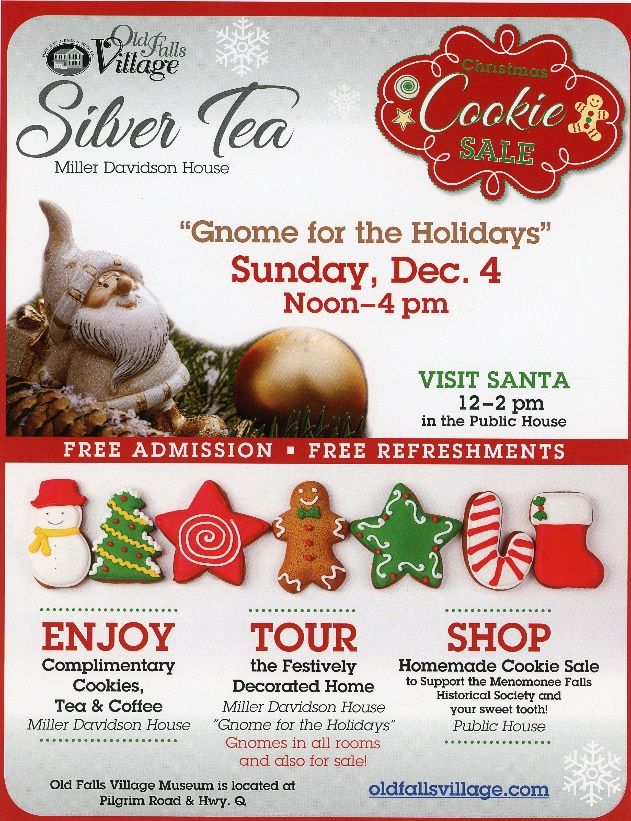 Old Falls
Village
Silver Tea
Miller Davidson House
Christmas
Cookie
SALE
"Gnome for the Holidays"
Sunday, Dec. 4
Noon–4 pm
VISIT SANTA
12–2 pm
in the Public House
FREE ADMISSION ▪ FREE REFRESHMENTS
ENJOY
Complimentary
Cookies,
Tea & Coffee
Miller Davidson House
TOUR
the Festively
Decorated Home
Miller Davidson House
"Gnome for the Holidays"
Gnomes in all rooms
and also for sale!
SHOP
Homemade Cookie Sale
to Support the Menomonee Falls
Historical Society and
your sweet tooth!
Public House
Old Falls Village Museum is located at
Pilgrim Road & Hwy. Q
oldfallsvillage.com